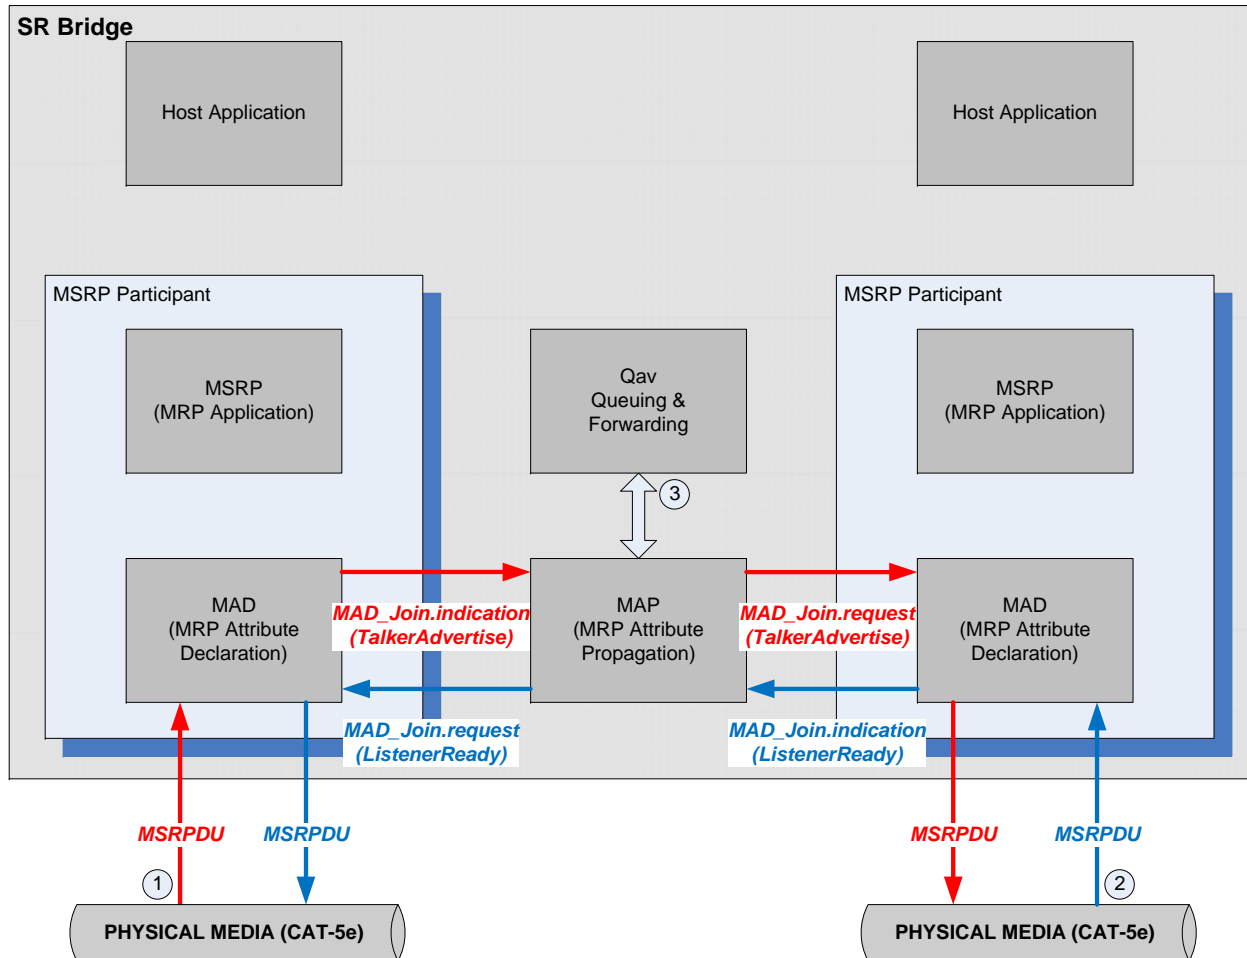 SR Bridge
Host Application
Host Application
MSRP Participant
MSRP Participant
MSRP
(MRP Application)
Qav
Queuing &
Forwarding
MSRP
(MRP Application)
3
MAD
(MRP Attribute
Declaration)
MAD_Join.indication
(TalkerAdvertise)
MAP
(MRP Attribute
Propagation)
MAD_Join.request
(TalkerAdvertise)
MAD
(MRP Attribute
Declaration)
MAD_Join.request
(ListenerReady)
MAD_Join.indication
(ListenerReady)
MSRPDU
MSRPDU
MSRPDU
MSRPDU
1
2
PHYSICAL MEDIA (CAT-5e)
PHYSICAL MEDIA (CAT-5e)